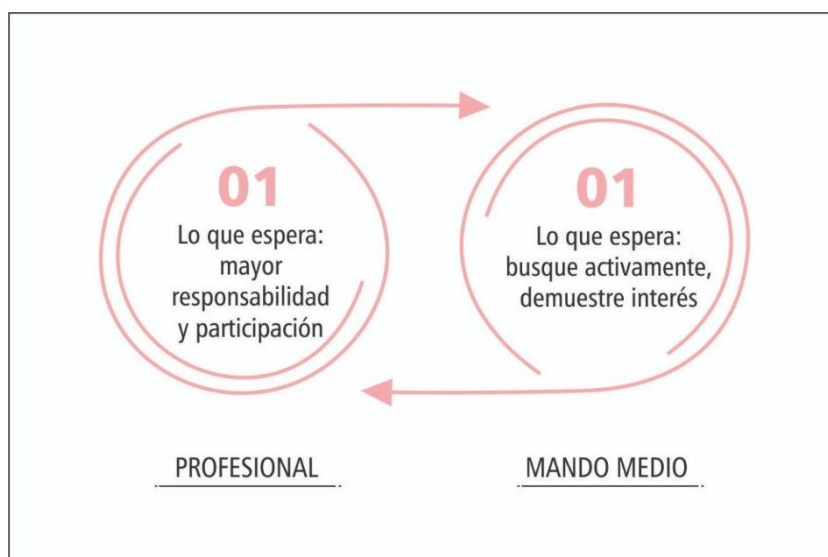 01
Lo que espera:
mayor
responsabilidad
y participación
01
Lo que espera:
busque activamente,
demuestre interés
PROFESIONAL
MANDO MEDIO